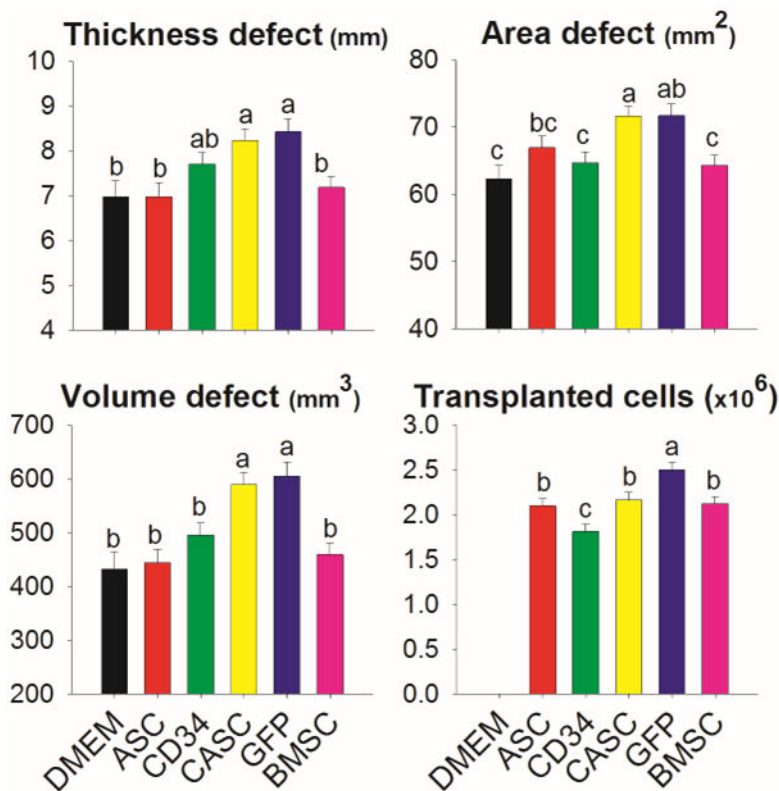 Thickness defect (mm)
10
9
8
7
6
5
4
b
b
ab
a
a
b
Area defect (mm²)
80
70
60
50
40
c
bc
c
a
ab
c
Volume defect (mm³)
700
600
500
400
300
200
b
b
b
a
a
b
DMEM
ASC
CD34
CASC
GFP
BMSC
Transplanted cells (x10⁶)
3.0
2.5
2.0
1.5
1.0
0.5
0.0
b
c
b
a
b
DMEM
ASC
CD34
CASC
GFP
BMSC